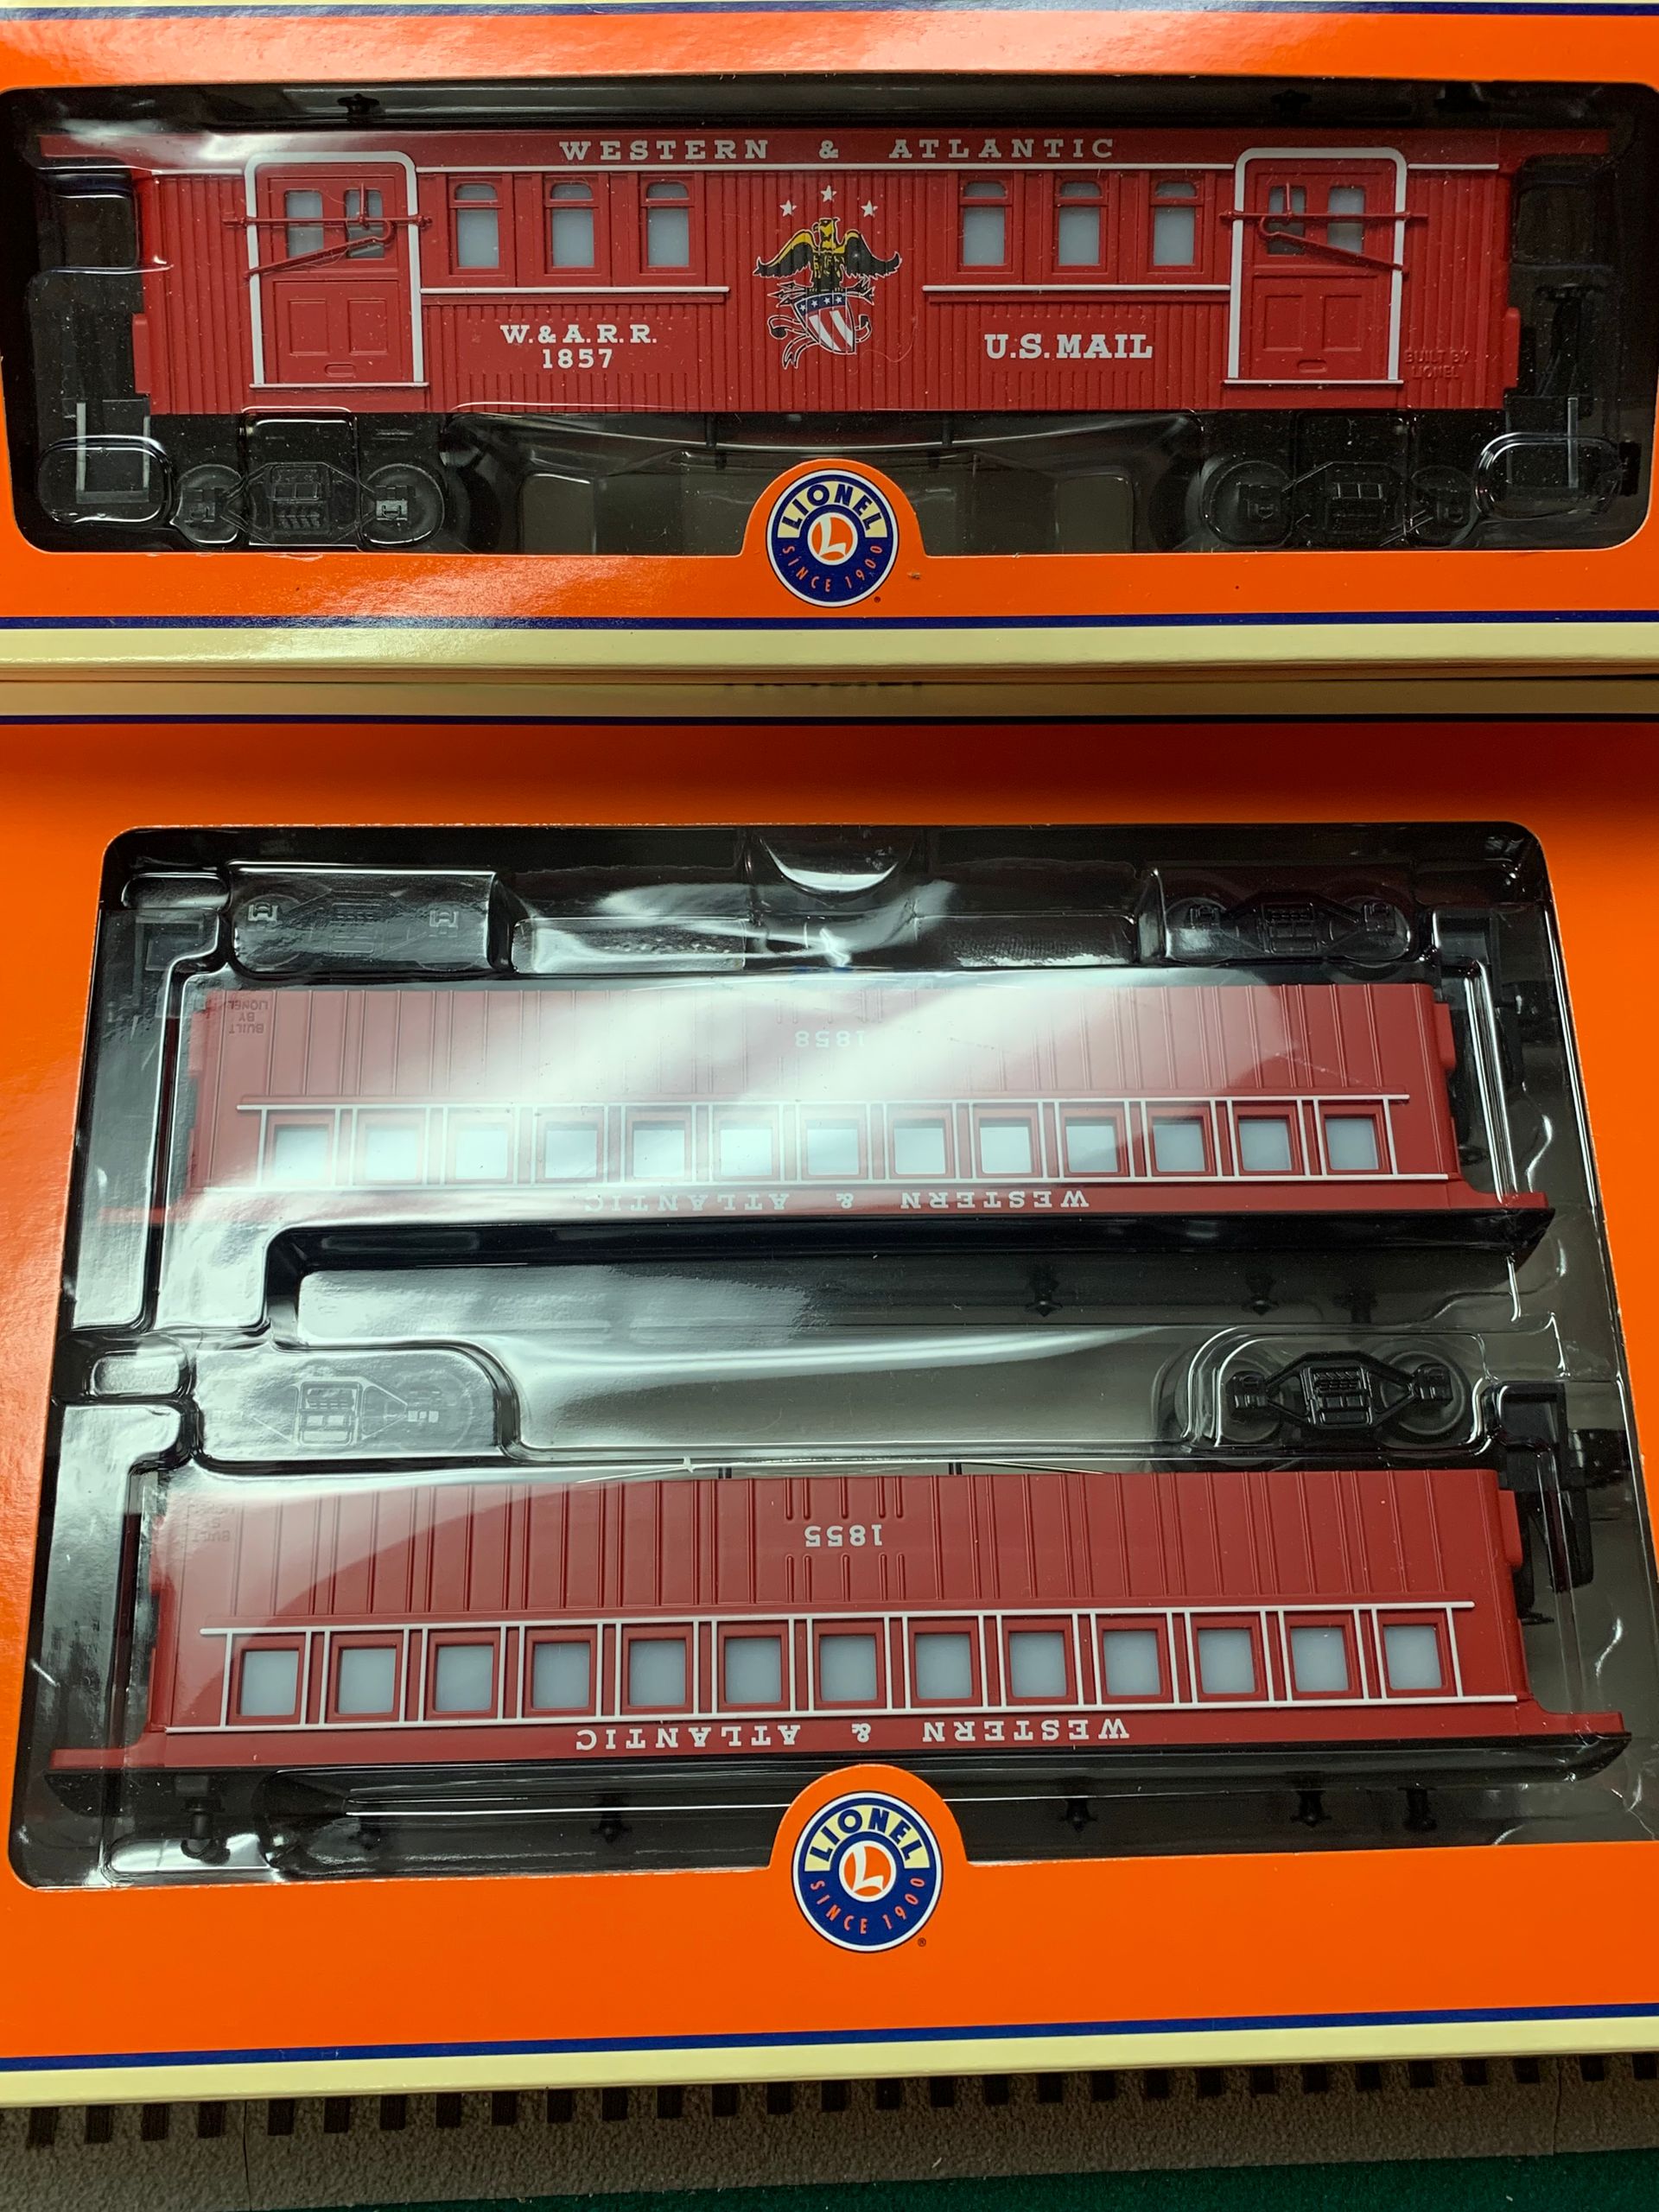 WESTERN & ATLANTIC
W. & A. R. R.
1857
U.S. MAIL
BUILT BY
LIONEL
LIONEL
L
SINCE 1900
®
BUILT
BY
LIONEL
1858
WESTERN & ATLANTIC
BUILT
1855
WESTERN & ATLANTIC
LIONEL
L
SINCE 1900
®